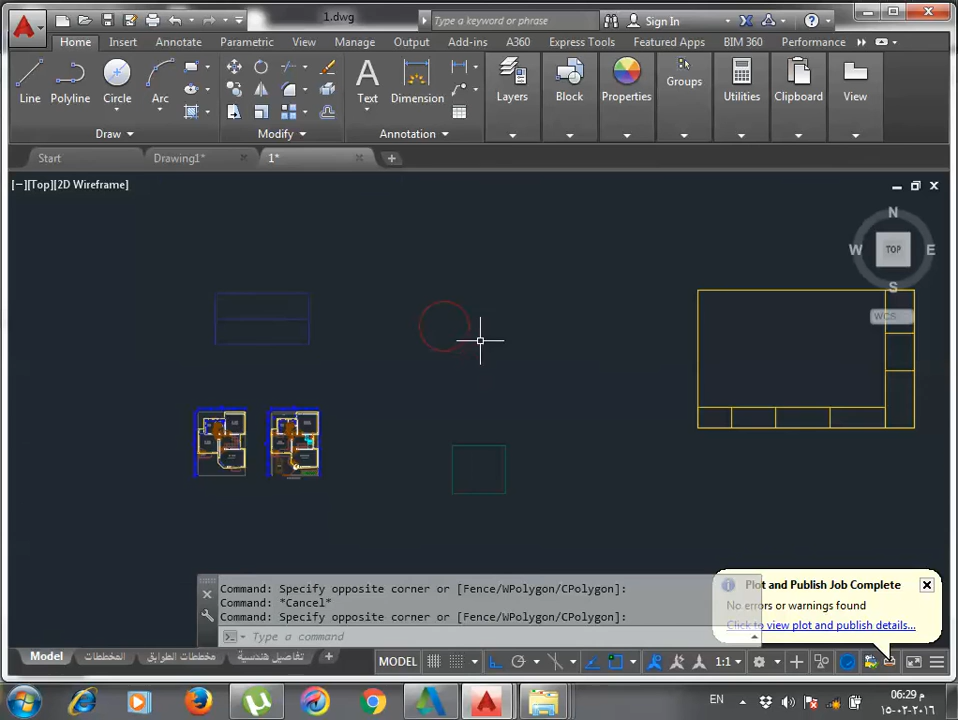 1.dwg
Type a keyword or phrase
Sign In
Home
Insert
Annotate
Parametric
View
Manage
Output
Add-ins
A360
Express Tools
Featured Apps
BIM 360
Performance
Line
Polyline
Circle
Arc
Text
Dimension
Layers
Block
Properties
Groups
Utilities
Clipboard
View
Draw
Modify
Annotation
Start
Drawing1*
1*
[−][Top][2D Wireframe]
N
W
TOP
E
S
WCS
Command: Specify opposite corner or [Fence/WPolygon/CPolygon]:
Command: *Cancel*
Command: Specify opposite corner or [Fence/WPolygon/CPolygon]:
Type a command
Plot and Publish Job Complete
No errors or warnings found
Click to view plot and publish details...
Model
المخططات
مخططات الطوابق
تفاصيل هندسية
MODEL
1:1
EN
06:29 م
١٥-٠٢-٢٠١٦